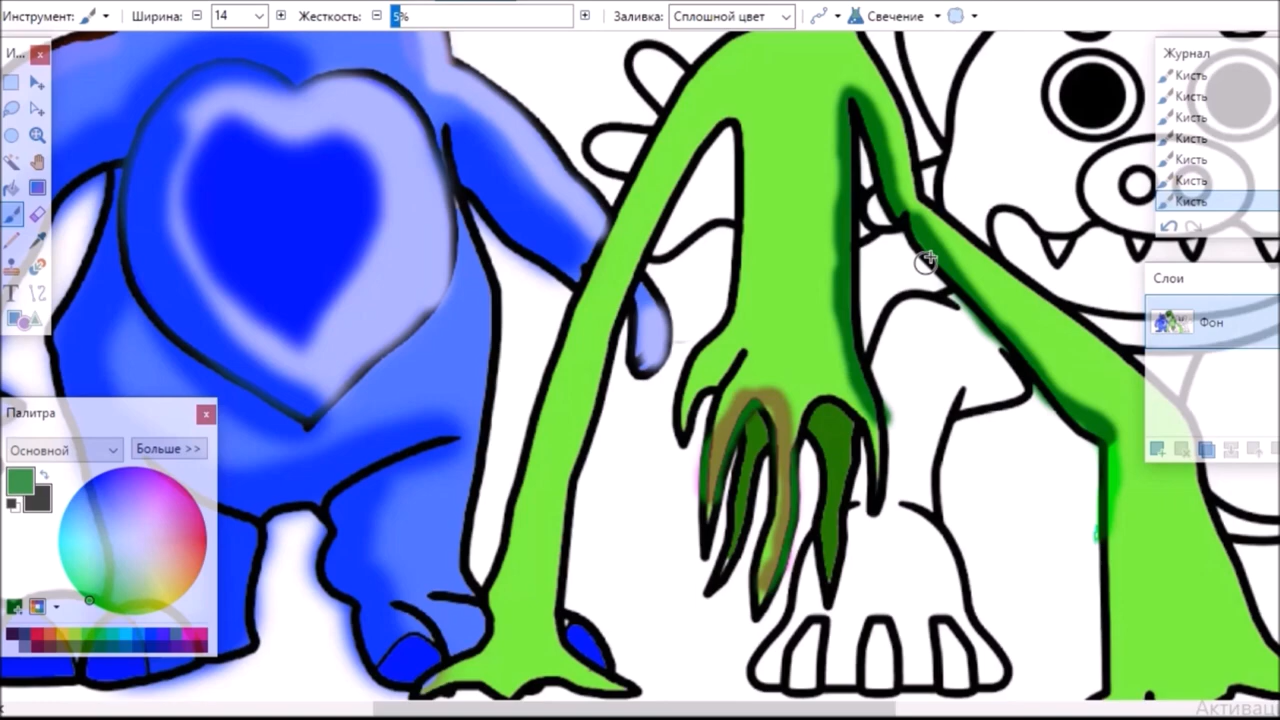 Инструмент: Ширина: 14 Жесткость: 5% Заливка: Сплошной цвет Свечение
И...
Журнал
Кисть
Кисть
Кисть
Кисть
Кисть
Кисть
Кисть
Слои
Фон
Палитра
Основной Больше >>
Активац